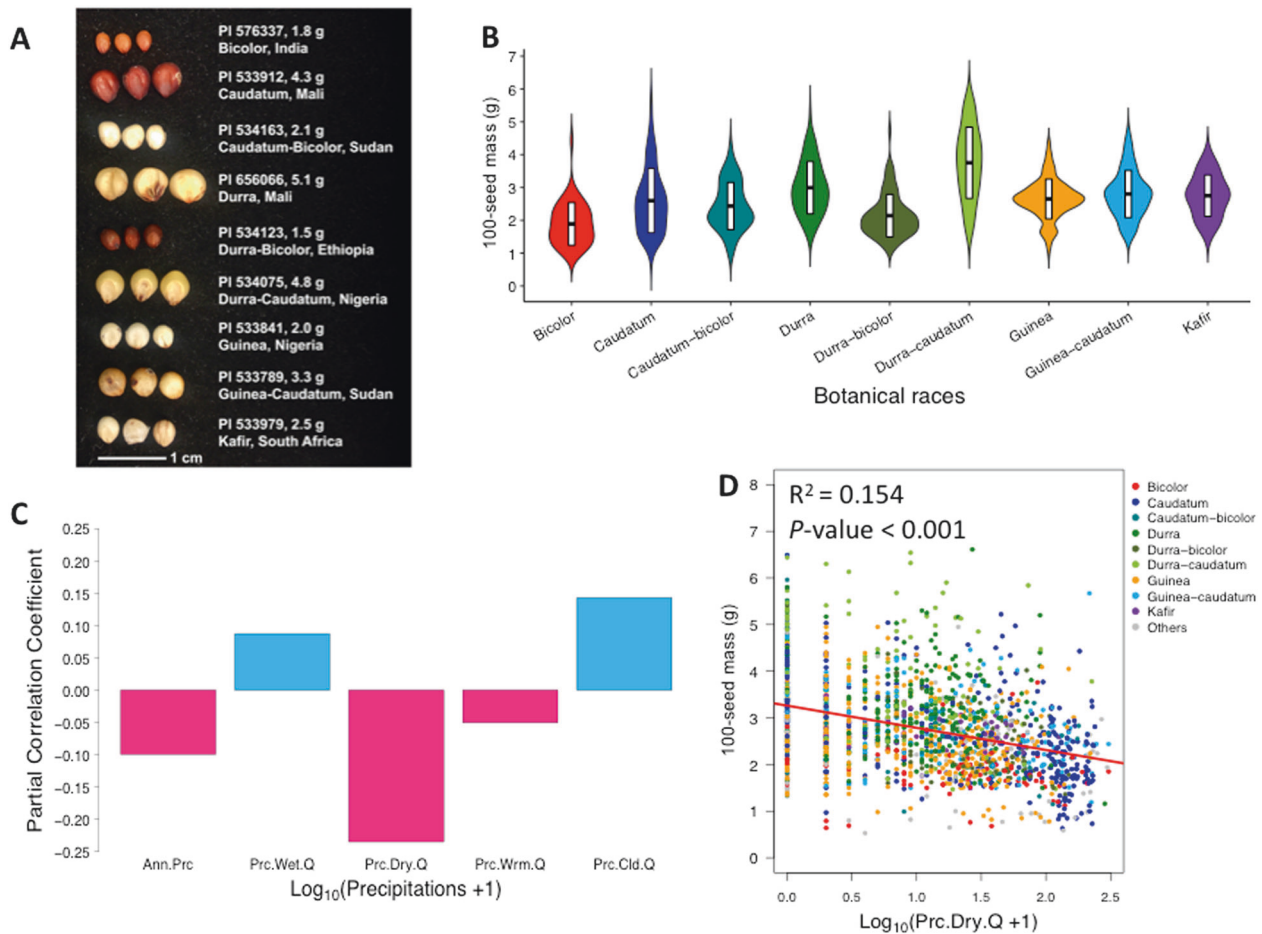 A
PI 576337, 1.8 g
Bicolor, India
PI 533912, 4.3 g
Caudatum, Mali
PI 534163, 2.1 g
Caudatum-Bicolor, Sudan
PI 656066, 5.1 g
Durra, Mali
PI 534123, 1.5 g
Durra-Bicolor, Ethiopia
PI 534075, 4.8 g
Durra-Caudatum, Nigeria
PI 533841, 2.0 g
Guinea, Nigeria
PI 533789, 3.3 g
Guinea-Caudatum, Sudan
PI 533979, 2.5 g
Kafir, South Africa
1 cm
B
100-seed mass (g)
7
6
5
4
3
2
1
0
Bicolor
Caudatum
Caudatum-bicolor
Durra
Durra-bicolor
Durra-caudatum
Guinea
Guinea-caudatum
Kafir
Botanical races
C
Partial Correlation Coefficient
0.25
0.20
0.15
0.10
0.05
0.00
−0.05
−0.10
−0.15
−0.20
−0.25
Ann.Prc
Prc.Wet.Q
Prc.Dry.Q
Prc.Wrm.Q
Prc.Cld.Q
Log₁₀(Precipitations +1)
D
R² = 0.154
P-value < 0.001
100-seed mass (g)
8
7
6
5
4
3
2
1
0
0.0
0.5
1.0
1.5
2.0
2.5
Log₁₀(Prc.Dry.Q +1)
Bicolor
Caudatum
Caudatum−bicolor
Durra
Durra−bicolor
Durra−caudatum
Guinea
Guinea−caudatum
Kafir
Others